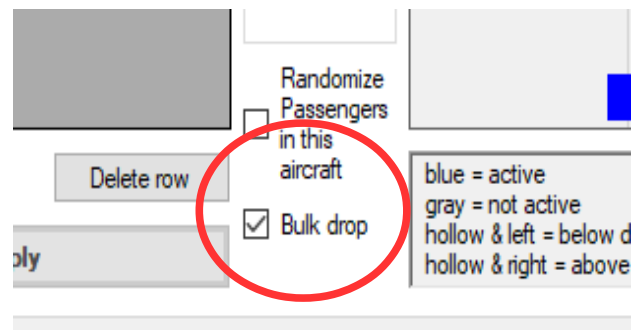 Randomize
Passengers
in this
aircraft
Delete row
Bulk drop
blue = active
gray = not active
hollow & left = below
hollow & right = above